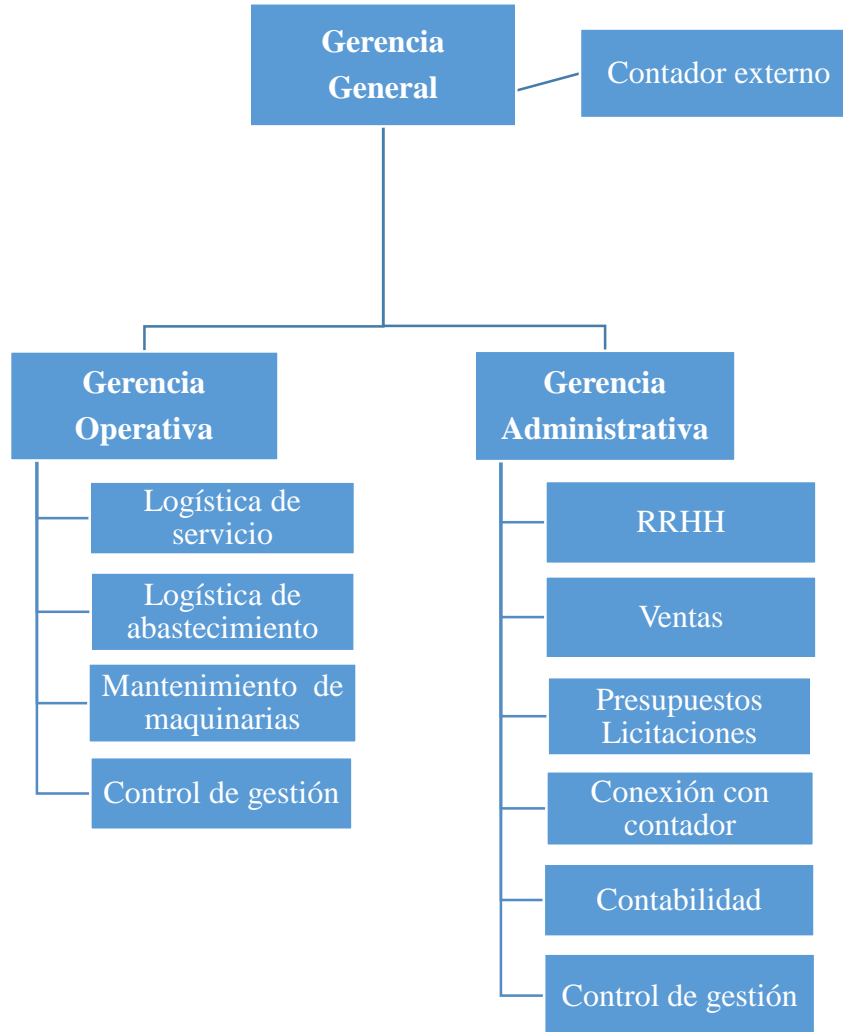 Gerencia
General
Contador externo
Gerencia
Operativa
Logística de
servicio
Logística de
abastecimiento
Mantenimiento de
maquinarias
Control de gestión
Gerencia
Administrativa
RRHH
Ventas
Presupuestos
Licitaciones
Conexión con
contador
Contabilidad
Control de gestión